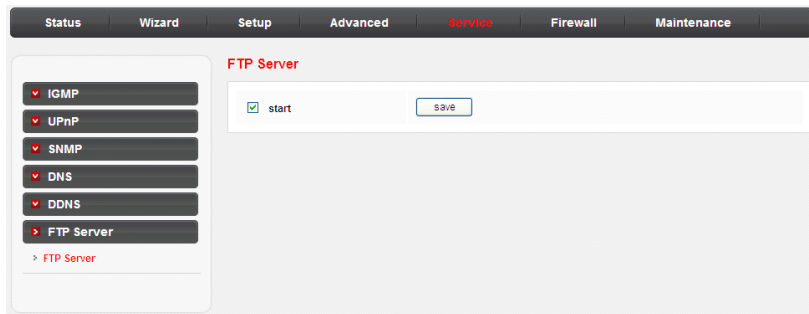 Status Wizard Setup Advanced Service Firewall Maintenance
IGMP
UPnP
SNMP
DNS
DDNS
FTP Server
FTP Server
FTP Server
start save